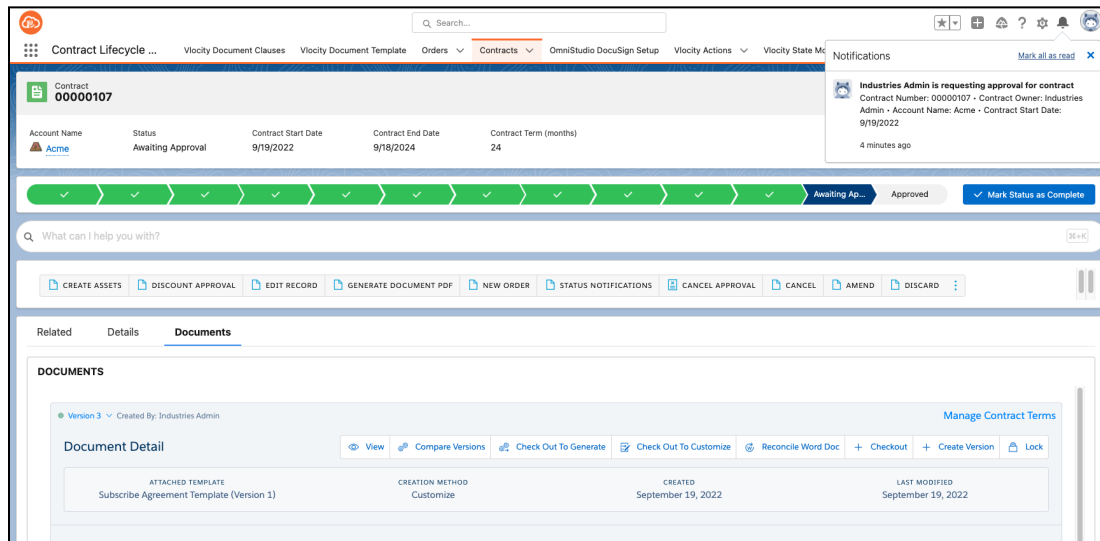 Search...
Contract Lifecycle ...
Vlocity Document Clauses
Vlocity Document Template
Orders
Contracts
OmniStudio DocuSign Setup
Vlocity Actions
Vlocity State Mo
Notifications
Mark all as read
Industries Admin is requesting approval for contract
Contract Number: 00000107 • Contract Owner: Industries
Admin • Account Name: Acme • Contract Start Date:
9/19/2022
4 minutes ago
Contract
00000107
Account Name
Status
Contract Start Date
Contract End Date
Contract Term (months)
Acme
Awaiting Approval
9/19/2022
9/18/2024
24
Awaiting Ap...
Approved
Mark Status as Complete
What can I help you with?
⌘+K
CREATE ASSETS
DISCOUNT APPROVAL
EDIT RECORD
GENERATE DOCUMENT PDF
NEW ORDER
STATUS NOTIFICATIONS
CANCEL APPROVAL
CANCEL
AMEND
DISCARD
Related
Details
Documents
DOCUMENTS
Version 3
Created By: Industries Admin
Manage Contract Terms
Document Detail
View
Compare Versions
Check Out To Generate
Check Out To Customize
Reconcile Word Doc
+ Checkout
+ Create Version
Lock
ATTACHED TEMPLATE
CREATION METHOD
CREATED
LAST MODIFIED
Subscribe Agreement Template (Version 1)
Customize
September 19, 2022
September 19, 2022